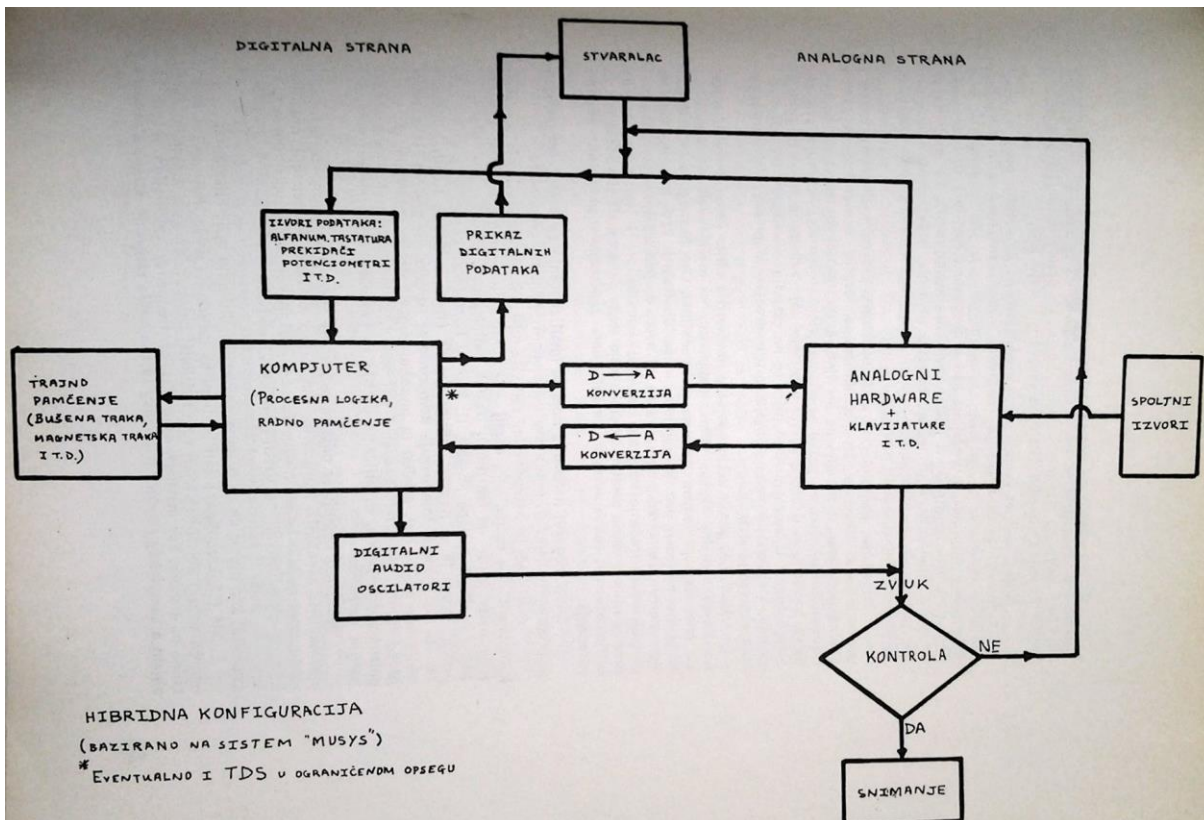 DIGITALNA STRANA
STVARALAC
ANALOGNA STRANA
IZVORI PODATAKA:
ALFANUM. TASTATURA
PREKIDAČI
POTENCIOMETRI
I T.D.
PRIKAZ
DIGITALNIH
PODATAKA
TRAJNO
PAMČENJE
(BUŠENA TRAKA,
MAGNETSKA TRAKA
I T.D.)
KOMPJUTER
(PROCESNA LOGIKA,
RADNO PAMČENJE
*
D → A
KONVERZIJA
D ← A
KONVERZIJA
ANALOGNI
HARDWARE
+
KLAVIJATURE
I T.D.
SPOLJNI
IZVORI
DIGITALNI
AUDIO
OSCILATORI
ZVUK
KONTROLA
NE
DA
SNIMANJE
HIBRIDNA KONFIGURACIJA
(BAZIRANO NA SISTEM "MUSYS")
*EVENTUALNO I TDS U OGRANIČENOM OPSEGU